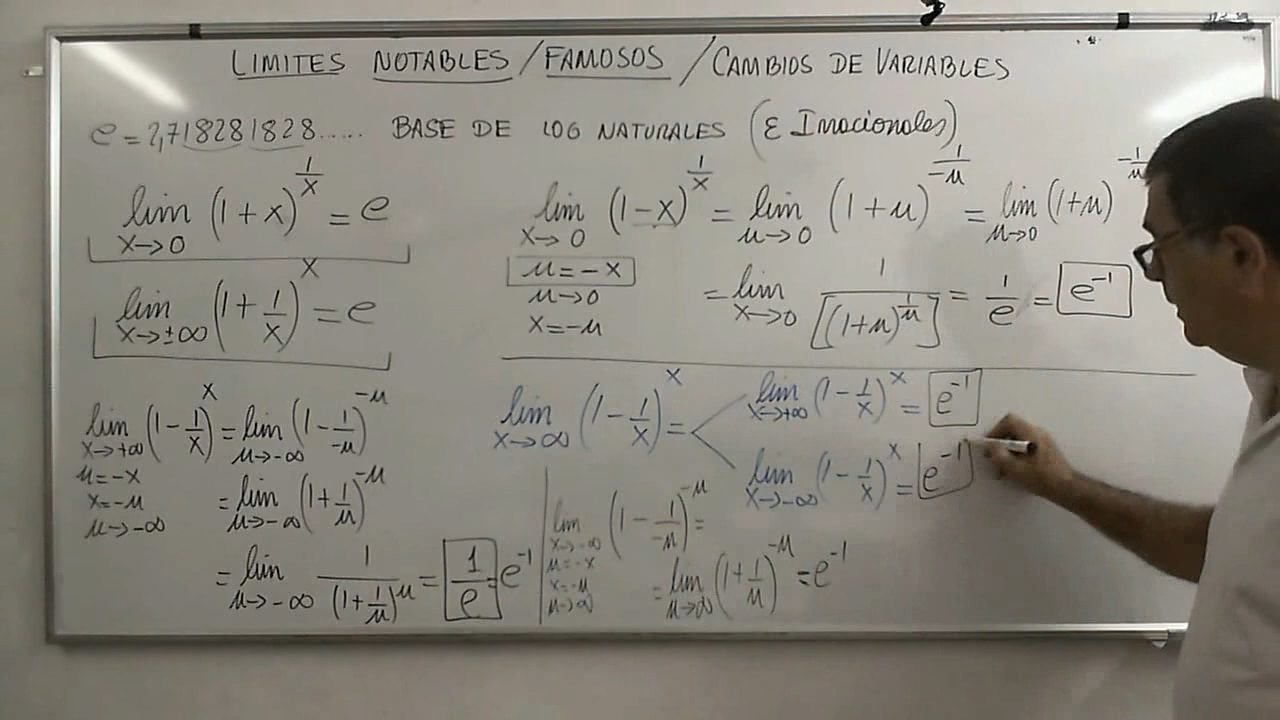 LIMITES NOTABLES / FAMOSOS / CAMBIOS DE VARIABLES
e = 2,718281828..... BASE DE LOG NATURALES (E Irracionales)
lim x→0 (1+x)^(1/x) = e
lim x→±∞ (1+1/x)^x = e
lim x→0 (1-x)^(1/x) = lim μ→0 (1+μ)^(1/-μ) = lim μ→0 (1+μ)^(-1/μ)
μ = -x
μ→0
x = -μ
= lim x→0 1/[(1+μ)^(1/μ)] = 1/e = e^-1
lim x→+∞ (1-1/x)^x = lim μ→-∞ (1-1/-μ)^-μ
μ = -x
x = -μ
μ→-∞
= lim μ→-∞ (1+1/μ)^-μ
= lim μ→-∞ 1/(1+1/μ)^μ = 1/e = e^-1
lim x→∞ (1-1/x)^x =
lim x→+∞ (1-1/x)^x = e^-1
lim x→-∞ (1-1/x)^x = e^-1
lim x→-∞ (1-1/-μ)^-μ =
μ = -x
x = -μ
μ→∞
= lim μ→∞ (1+1/μ)^-μ = e^-1